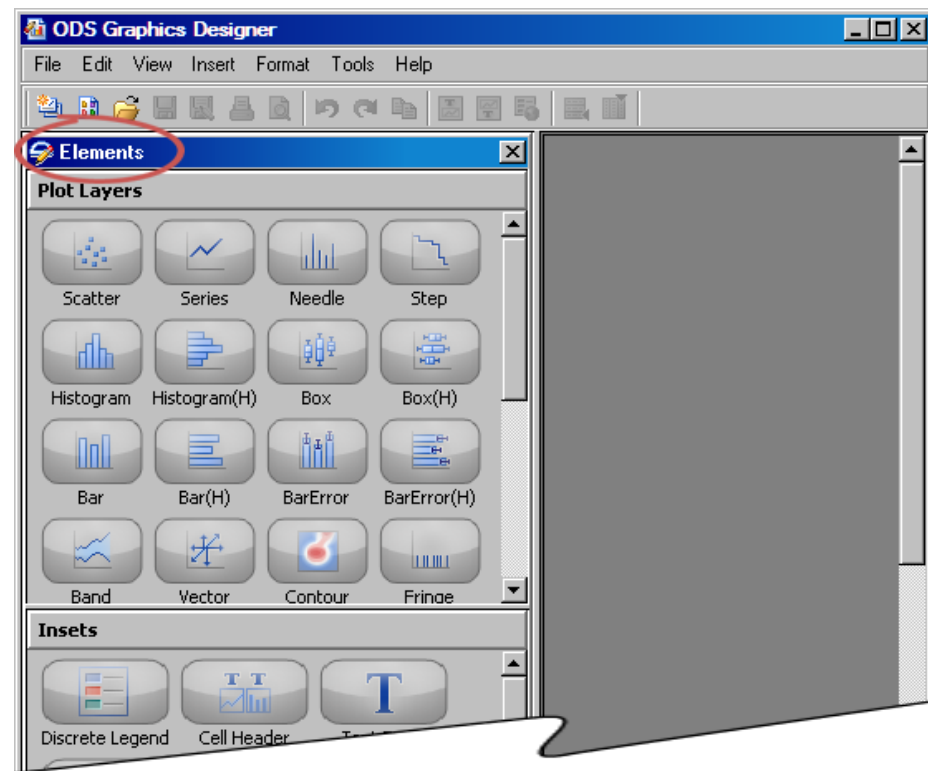 ODS Graphics Designer
File Edit View Insert Format Tools Help
Elements
Plot Layers
Scatter Series Needle Step
Histogram Histogram(H) Box Box(H)
Bar Bar(H) BarError BarError(H)
Band Vector Contour Fringe
Insets
T T T
Discrete Legend Cell Header Text